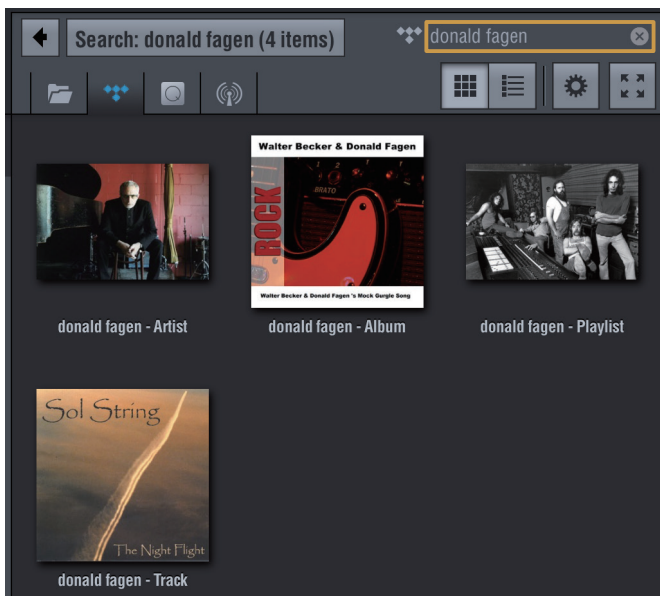 Search: donald fagen (4 items)
donald fagen
Walter Becker & Donald Fagen
ROCK
BRATO
Walter Becker & Donald Fagen 's Mock Gurgle Song
donald fagen - Artist
donald fagen - Album
donald fagen - Playlist
Sol String
The Night Flight
donald fagen - Track